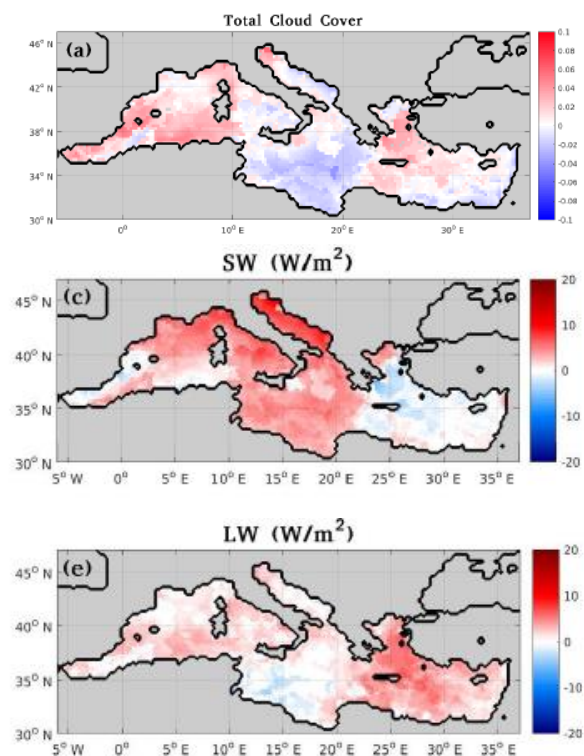 Total Cloud Cover
(a)
46° N
42° N
38° N
34° N
30° N
0°
10° E
20° E
30° E
0.1
0.08
0.06
0.04
0.02
0
-0.02
-0.04
-0.06
-0.08
-0.1
SW (W/m²)
(c)
45° N
40° N
35° N
30° N
5° W
0°
5° E
10° E
15° E
20° E
25° E
30° E
35° E
20
10
0
-10
-20
LW (W/m²)
(e)
45° N
40° N
35° N
30° N
5° W
0°
5° E
10° E
15° E
20° E
25° E
30° E
35° E
20
10
0
-10
-20